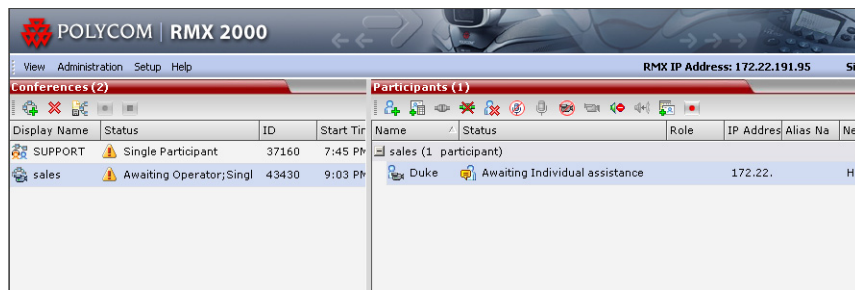 POLYCOM | RMX 2000
View Administration Setup Help RMX IP Address: 172.22.191.95
Conferences (2)
Participants (1)
Display Name Status ID Start Tir
Name Status Role IP Addres Alias Na Ne
SUPPORT Single Participant 37160 7:45 PM
sales (1 participant)
sales Awaiting Operator;Singl 43430 9:03 PM
Duke Awaiting Individual assistance 172.22. H